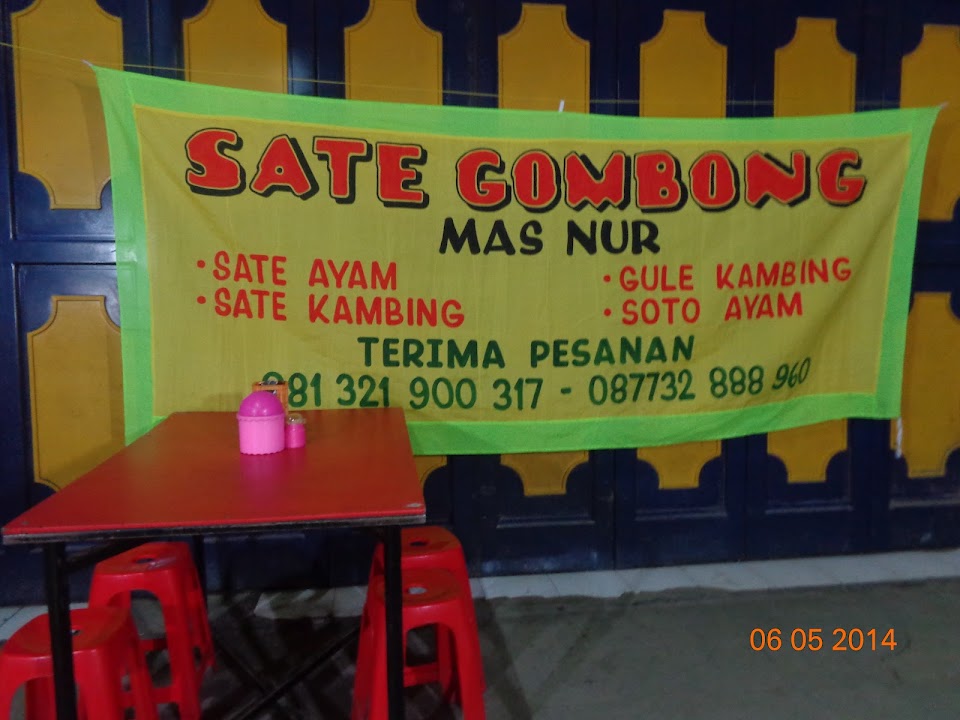 SATE GOMBONG
MAS NUR
• SATE AYAM
• SATE KAMBING
• GULE KAMBING
• SOTO AYAM
TERIMA PESANAN
081 321 900 317 - 087732 888 960
06 05 2014